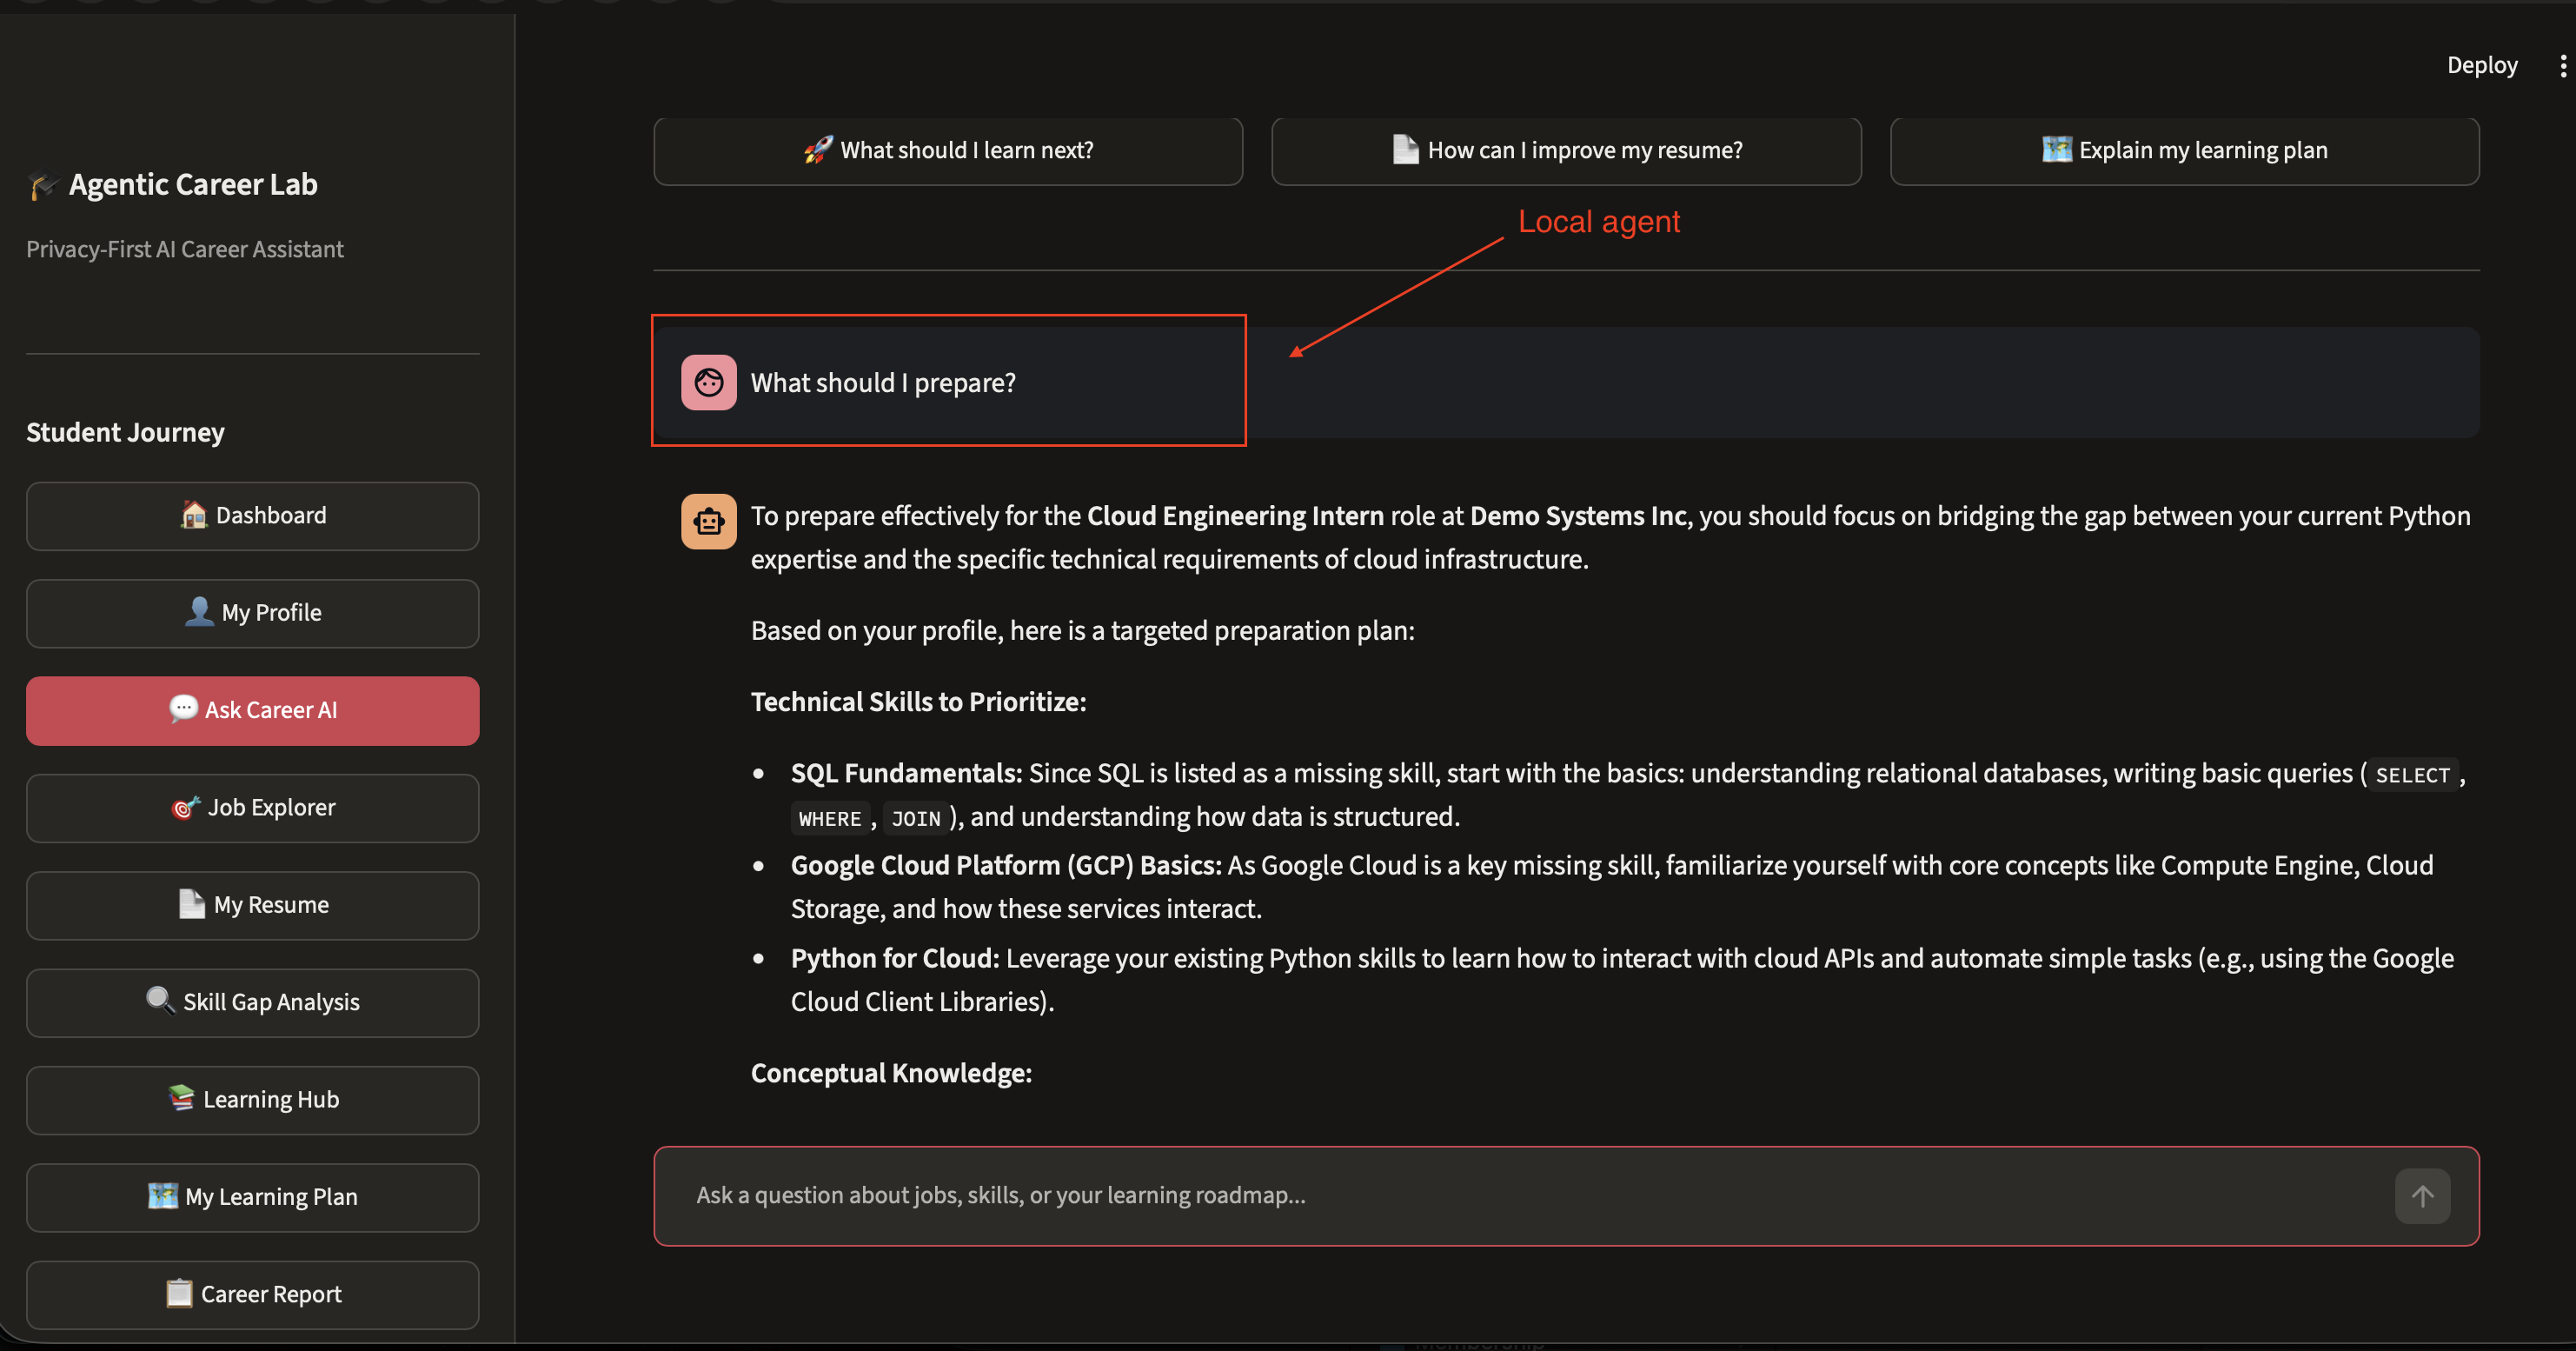 Deploy
🎓 Agentic Career Lab
Privacy-First AI Career Assistant
Student Journey
🏠 Dashboard
👤 My Profile
💬 Ask Career AI
🎯 Job Explorer
📄 My Resume
🔍 Skill Gap Analysis
📚 Learning Hub
🗺️ My Learning Plan
📋 Career Report
🚀 What should I learn next?
📄 How can I improve my resume?
🗺️ Explain my learning plan
Local agent
What should I prepare?
To prepare effectively for the Cloud Engineering Intern role at Demo Systems Inc, you should focus on bridging the gap between your current Python
expertise and the specific technical requirements of cloud infrastructure.
Based on your profile, here is a targeted preparation plan:
Technical Skills to Prioritize:
• SQL Fundamentals: Since SQL is listed as a missing skill, start with the basics: understanding relational databases, writing basic queries ( SELECT ,
WHERE , JOIN ), and understanding how data is structured.
• Google Cloud Platform (GCP) Basics: As Google Cloud is a key missing skill, familiarize yourself with core concepts like Compute Engine, Cloud
Storage, and how these services interact.
• Python for Cloud: Leverage your existing Python skills to learn how to interact with cloud APIs and automate simple tasks (e.g., using the Google
Cloud Client Libraries).
Conceptual Knowledge:
Ask a question about jobs, skills, or your learning roadmap...